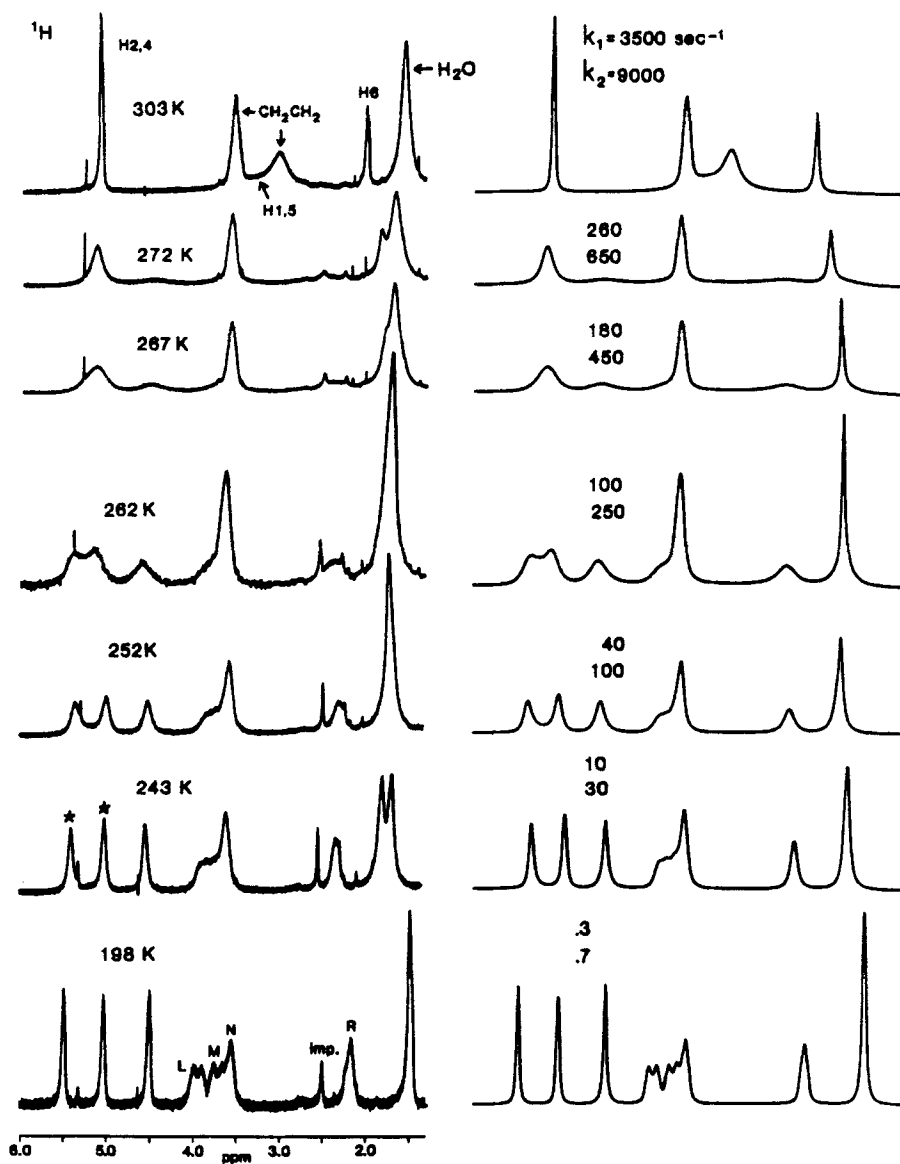 ¹H
H2,4
303 K
CH₂CH₂
H1,5
H6
H₂O
k₁ = 3500 sec⁻¹
k₂ = 9000
272 K
260
650
267 K
180
450
262 K
100
250
252 K
40
100
243 K
* *
10
30
198 K
L M N
imp.
R
.3
.7
6.0 5.0 4.0 3.0 2.0
ppm